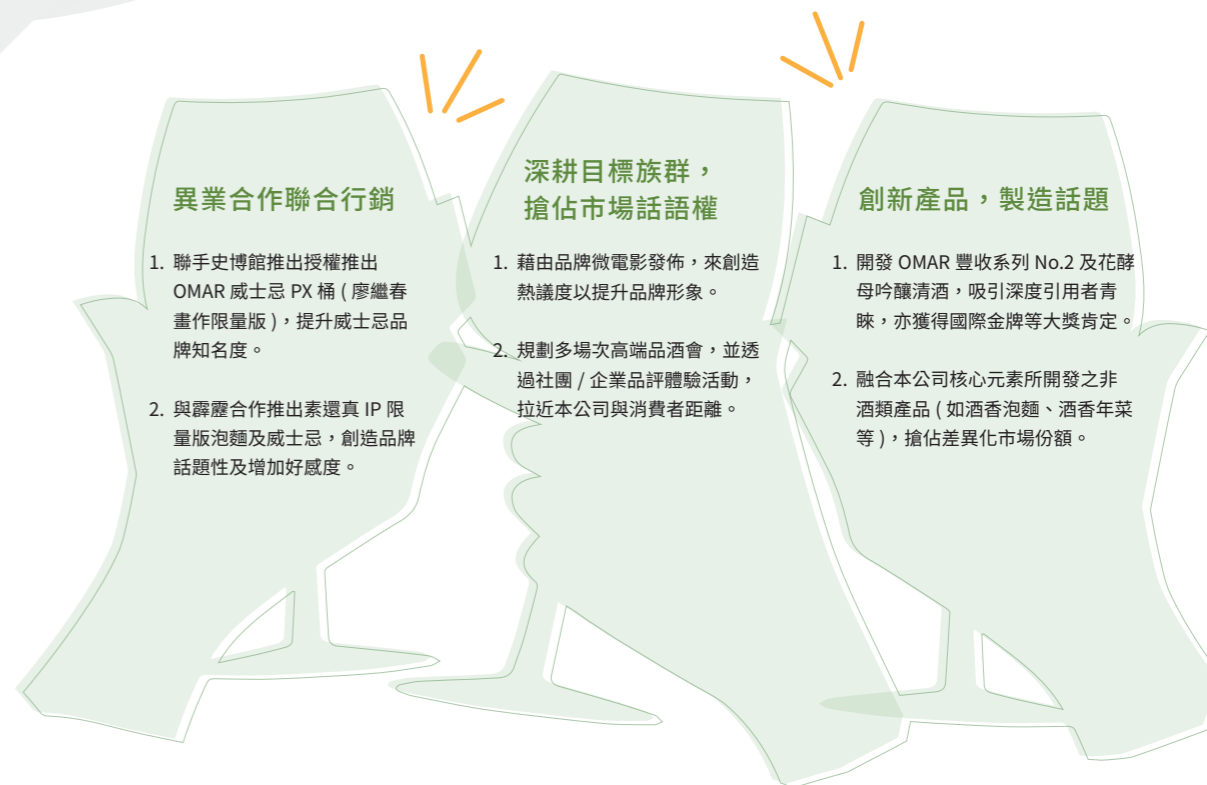 異業合作聯合行銷
1. 聯手史博館推出授權推出
OMAR 威士忌 PX 桶 ( 廖繼春
畫作限量版 )，提升威士忌品
牌知名度。
2. 與霹靂合作推出素還真 IP 限
量版泡麵及威士忌，創造品牌
話題性及增加好感度。
深耕目標族群，
搶佔市場話語權
1. 藉由品牌微電影發佈，來創造
熱議度以提升品牌形象。
2. 規劃多場次高端品酒會，並透
過社團 / 企業品評體驗活動，
拉近本公司與消費者距離。
創新產品，製造話題
1. 開發 OMAR 豐收系列 No.2 及花酵
母吟釀清酒，吸引深度引用者青
睞，亦獲得國際金牌等大獎肯定。
2. 融合本公司核心元素所開發之非
酒類產品 ( 如酒香泡麵、酒香年菜
等 )，搶佔差異化市場份額。